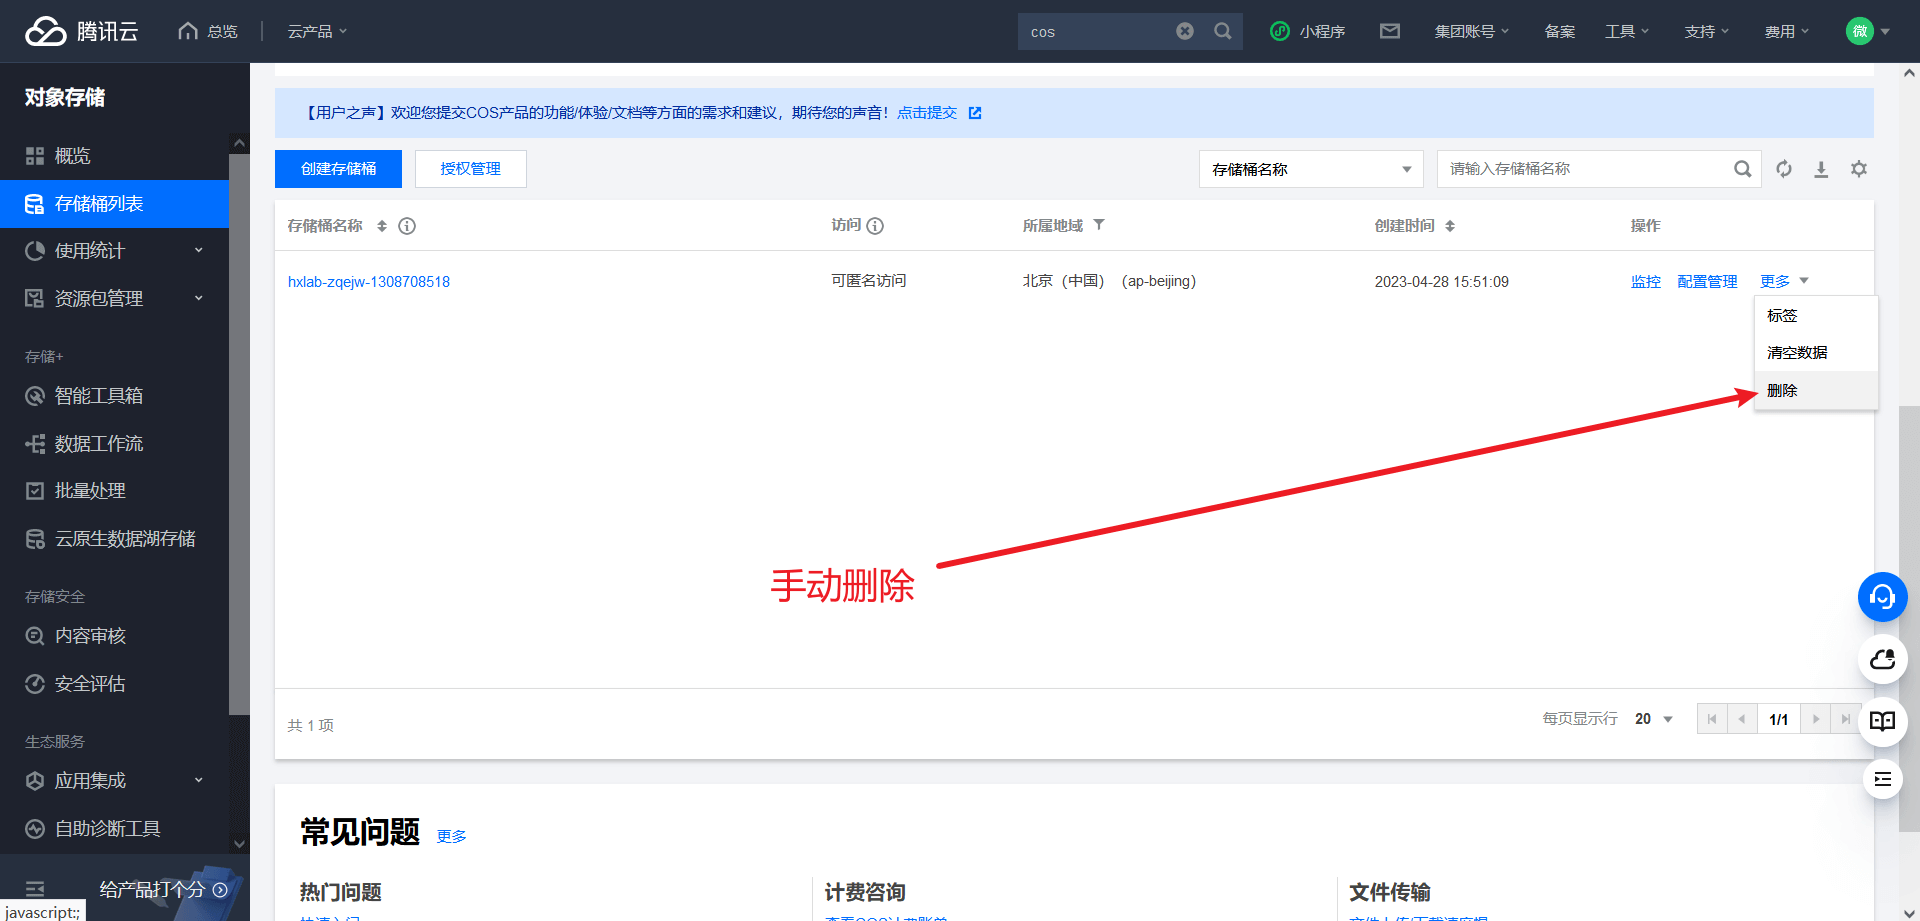 腾讯云
总览
云产品
cos
小程序
集团账号
备案
工具
支持
费用
微
对象存储
概览
存储桶列表
使用统计
资源包管理
存储+
智能工具箱
数据工作流
批量处理
云原生数据湖存储
存储安全
内容审核
安全评估
生态服务
应用集成
自助诊断工具
给产品打个分
javascript:;
【用户之声】欢迎您提交COS产品的功能/体验/文档等方面的需求和建议，期待您的声音！点击提交
创建存储桶
授权管理
存储桶名称
请输入存储桶名称
存储桶名称 访问 所属地域 创建时间 操作
hxlab-zqejw-1308708518 可匿名访问 北京（中国）（ap-beijing） 2023-04-28 15:51:09 监控 配置管理 更多
标签
清空数据
删除
手动删除
共 1 项
每页显示行 20
1/1
常见问题 更多
热门问题
计费咨询
文件传输